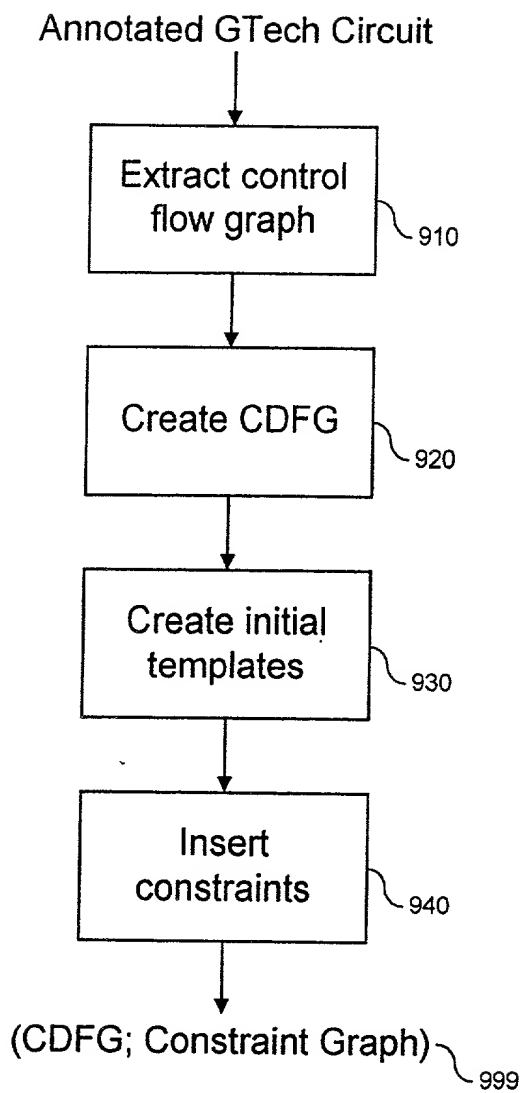 Annotated GTech Circuit
Extract control
flow graph
910
Create CDFG
920
Create initial
templates
930
Insert
constraints
940
(CDFG; Constraint Graph)
999